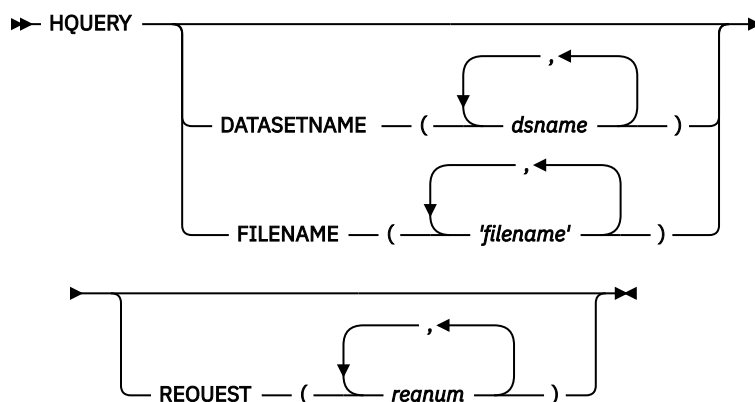 HQUERY
,
DATASETNAME ( dsname )
,
FILENAME ( 'filename' )
,
REQUEST ( reqnum )